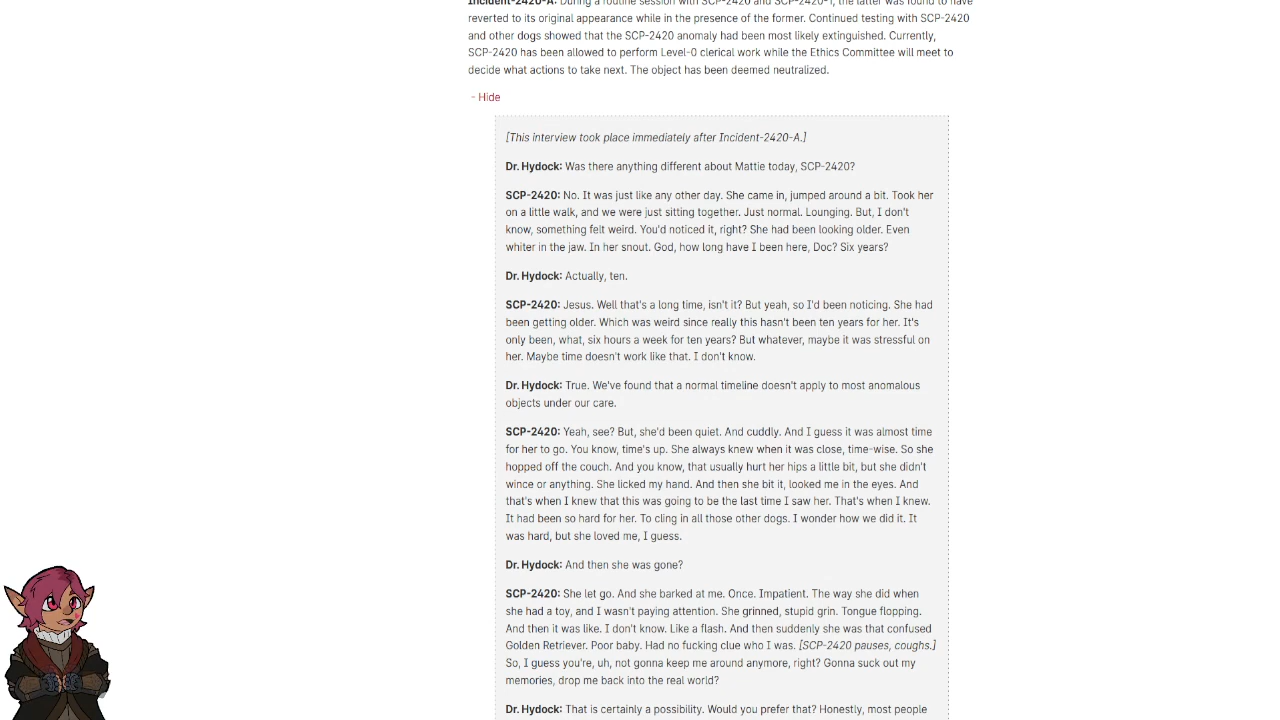 Incident-2420-A: During a routine session with SCP-2420 and SCP-2420-1, the latter was found to have
reverted to its original appearance while in the presence of the former. Continued testing with SCP-2420
and other dogs showed that the SCP-2420 anomaly had been most likely extinguished. Currently,
SCP-2420 has been allowed to perform Level-0 clerical work while the Ethics Committee will meet to
decide what actions to take next. The object has been deemed neutralized.
- Hide
[This interview took place immediately after Incident-2420-A.]
Dr. Hydock: Was there anything different about Mattie today, SCP-2420?
SCP-2420: No. It was just like any other day. She came in, jumped around a bit. Took her
on a little walk, and we were just sitting together. Just normal. Lounging. But, I don't
know, something felt weird. You'd noticed it, right? She had been looking older. Even
whiter in the jaw. In her snout. God, how long have I been here, Doc? Six years?
Dr. Hydock: Actually, ten.
SCP-2420: Jesus. Well that's a long time, isn't it? But yeah, so I'd been noticing. She had
been getting older. Which was weird since really this hasn't been ten years for her. It's
only been, what, six hours a week for ten years? But whatever, maybe it was stressful on
her. Maybe time doesn't work like that. I don't know.
Dr. Hydock: True. We've found that a normal timeline doesn't apply to most anomalous
objects under our care.
SCP-2420: Yeah, see? But, she'd been quiet. And cuddly. And I guess it was almost time
for her to go. You know, time's up. She always knew when it was close, time-wise. So she
hopped off the couch. And you know, that usually hurt her hips a little bit, but she didn't
wince or anything. She licked my hand. And then she bit it, looked me in the eyes. And
that's when I knew that this was going to be the last time I saw her. That's when I knew.
It had been so hard for her. To cling in all those other dogs. I wonder how we did it. It
was hard, but she loved me, I guess.
Dr. Hydock: And then she was gone?
SCP-2420: She let go. And she barked at me. Once. Impatient. The way she did when
she had a toy, and I wasn't paying attention. She grinned, stupid grin. Tongue flopping.
And then it was like. I don't know. Like a flash. And then suddenly she was that confused
Golden Retriever. Poor baby. Had no fucking clue who I was. [SCP-2420 pauses, coughs.]
So, I guess you're, uh, not gonna keep me around anymore, right? Gonna suck out my
memories, drop me back into the real world?
Dr. Hydock: That is certainly a possibility. Would you prefer that? Honestly, most people